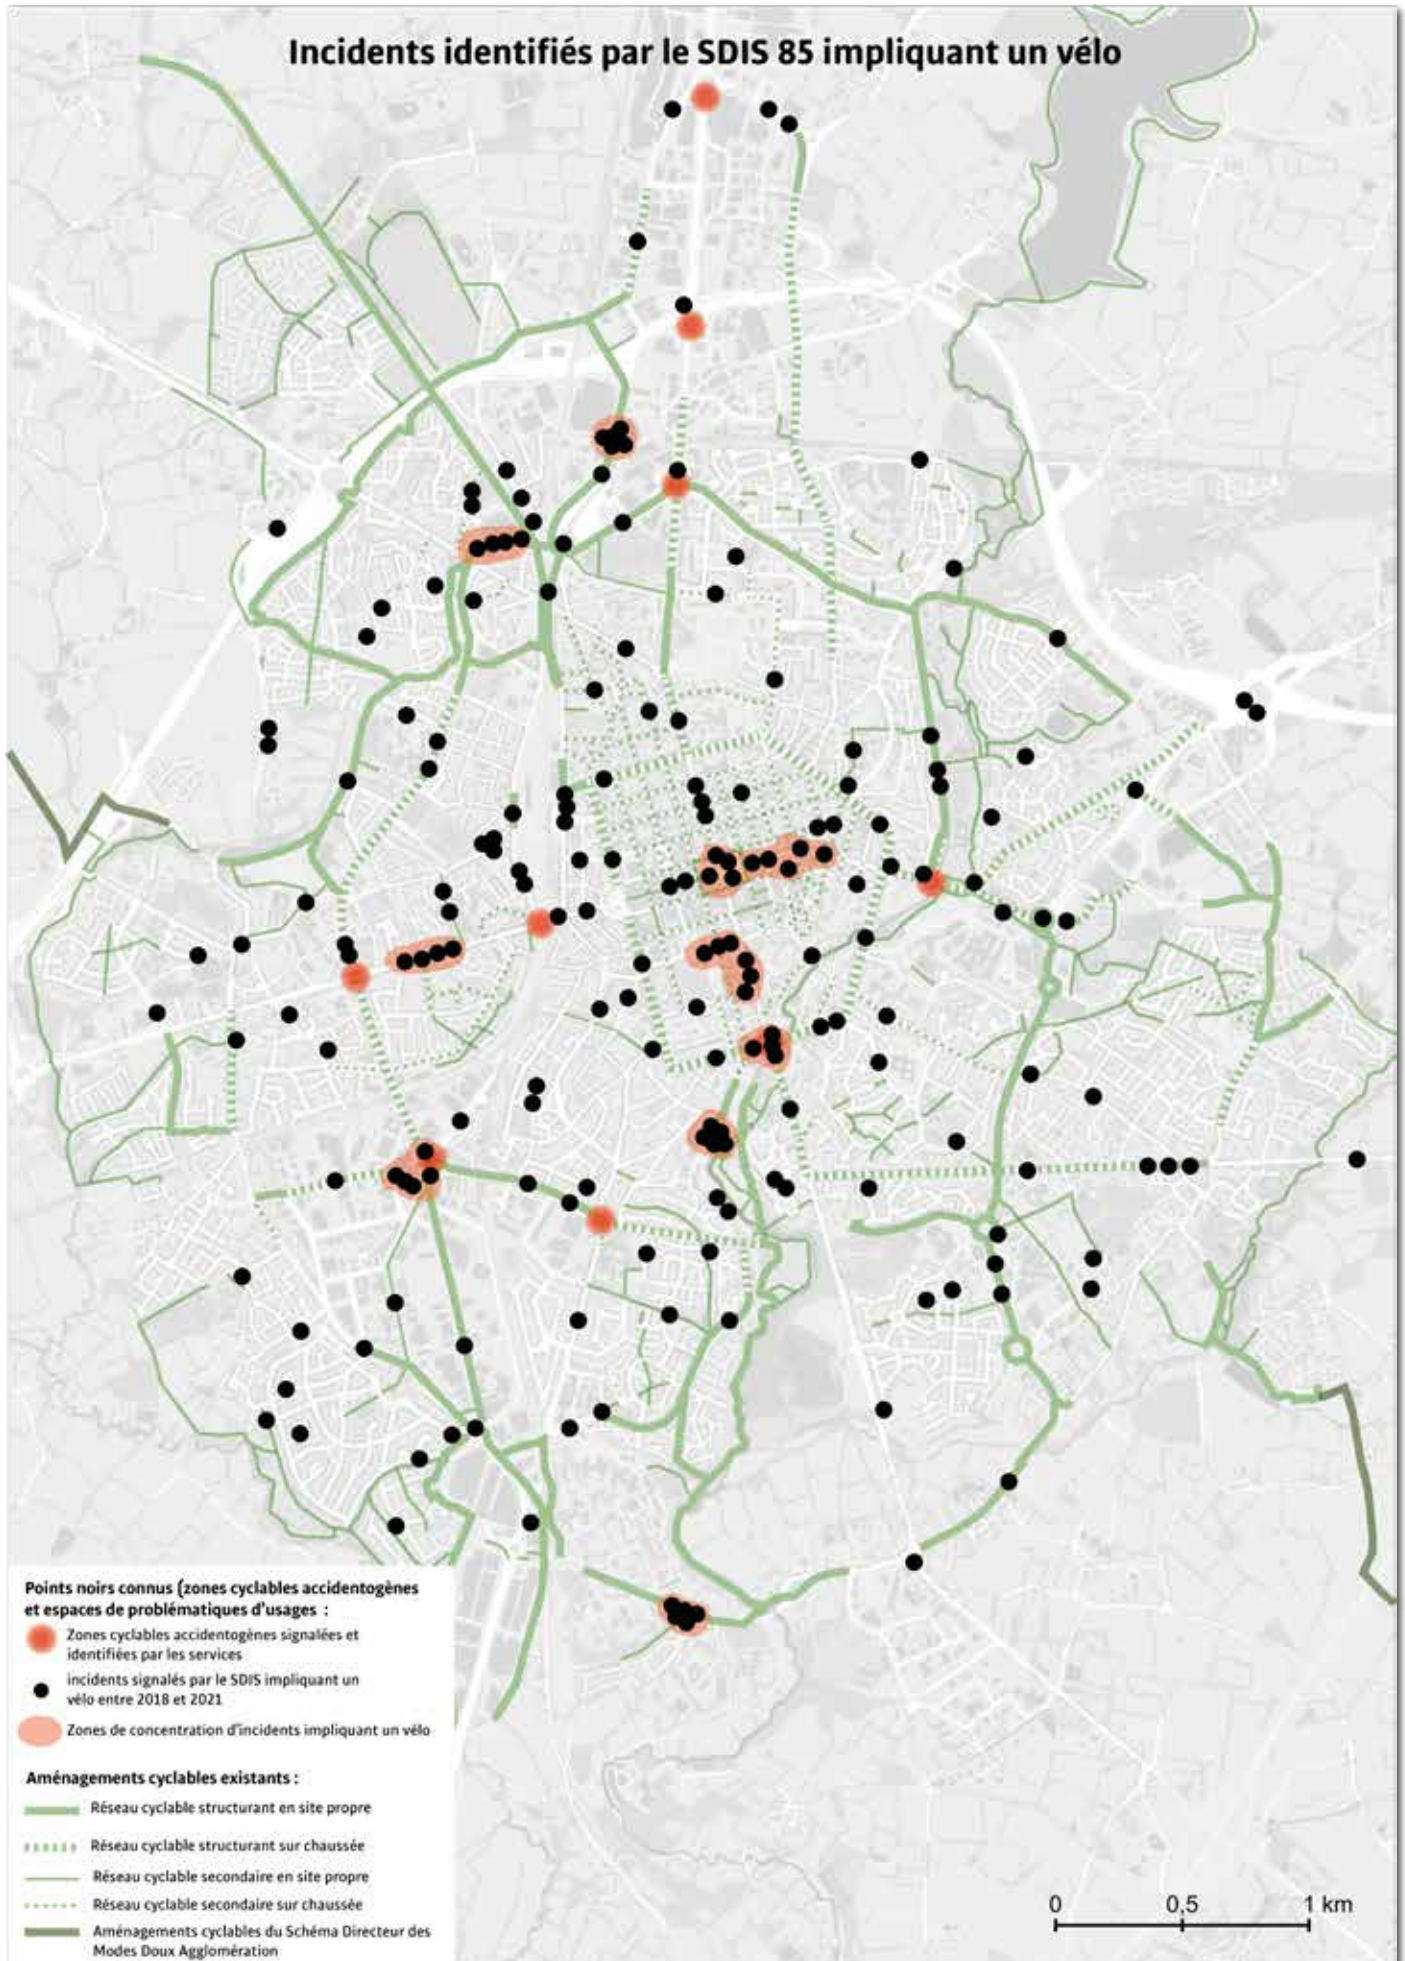 Incidents identifiés par le SDIS 85 impliquant un vélo
Points noirs connus (zones cyclables accidentogènes
et espaces de problématiques d'usages :
Zones cyclables accidentogènes signalées et
identifiées par les services
incidents signalés par le SDIS impliquant un
vélo entre 2018 et 2021
Zones de concentration d'incidents impliquant un vélo
Aménagements cyclables existants :
Réseau cyclable structurant en site propre
Réseau cyclable structurant sur chaussée
Réseau cyclable secondaire en site propre
Réseau cyclable secondaire sur chaussée
Aménagements cyclables du Schéma Directeur des
Modes Doux Agglomération
0 0,5 1 km